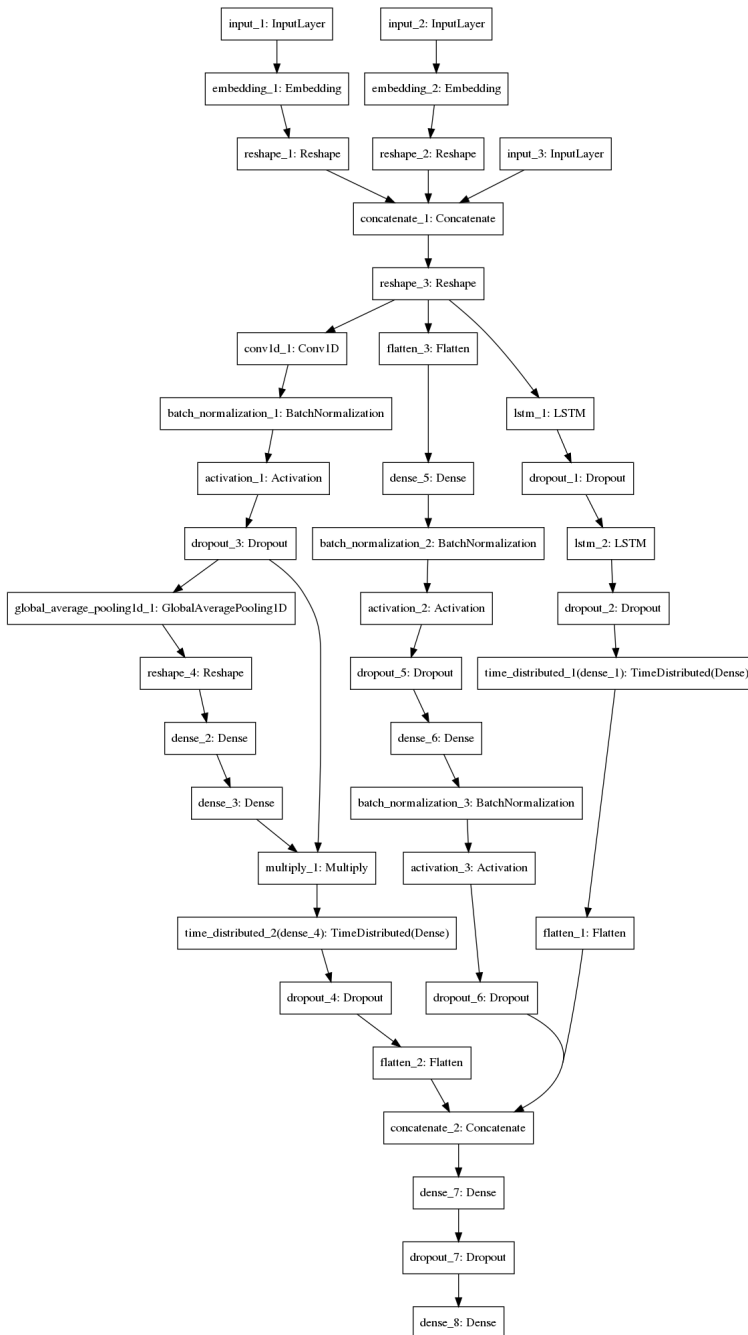 input_1: InputLayer
input_2: InputLayer
embedding_1: Embedding
embedding_2: Embedding
reshape_1: Reshape
reshape_2: Reshape
input_3: InputLayer
concatenate_1: Concatenate
reshape_3: Reshape
conv1d_1: Conv1D
flatten_3: Flatten
batch_normalization_1: BatchNormalization
lstm_1: LSTM
activation_1: Activation
dense_5: Dense
dropout_1: Dropout
dropout_3: Dropout
batch_normalization_2: BatchNormalization
lstm_2: LSTM
global_average_pooling1d_1: GlobalAveragePooling1D
activation_2: Activation
dropout_2: Dropout
reshape_4: Reshape
dropout_5: Dropout
time_distributed_1(dense_1): TimeDistributed(Dense)
dense_2: Dense
dense_6: Dense
dense_3: Dense
batch_normalization_3: BatchNormalization
multiply_1: Multiply
activation_3: Activation
time_distributed_2(dense_4): TimeDistributed(Dense)
flatten_1: Flatten
dropout_4: Dropout
dropout_6: Dropout
flatten_2: Flatten
concatenate_2: Concatenate
dense_7: Dense
dropout_7: Dropout
dense_8: Dense